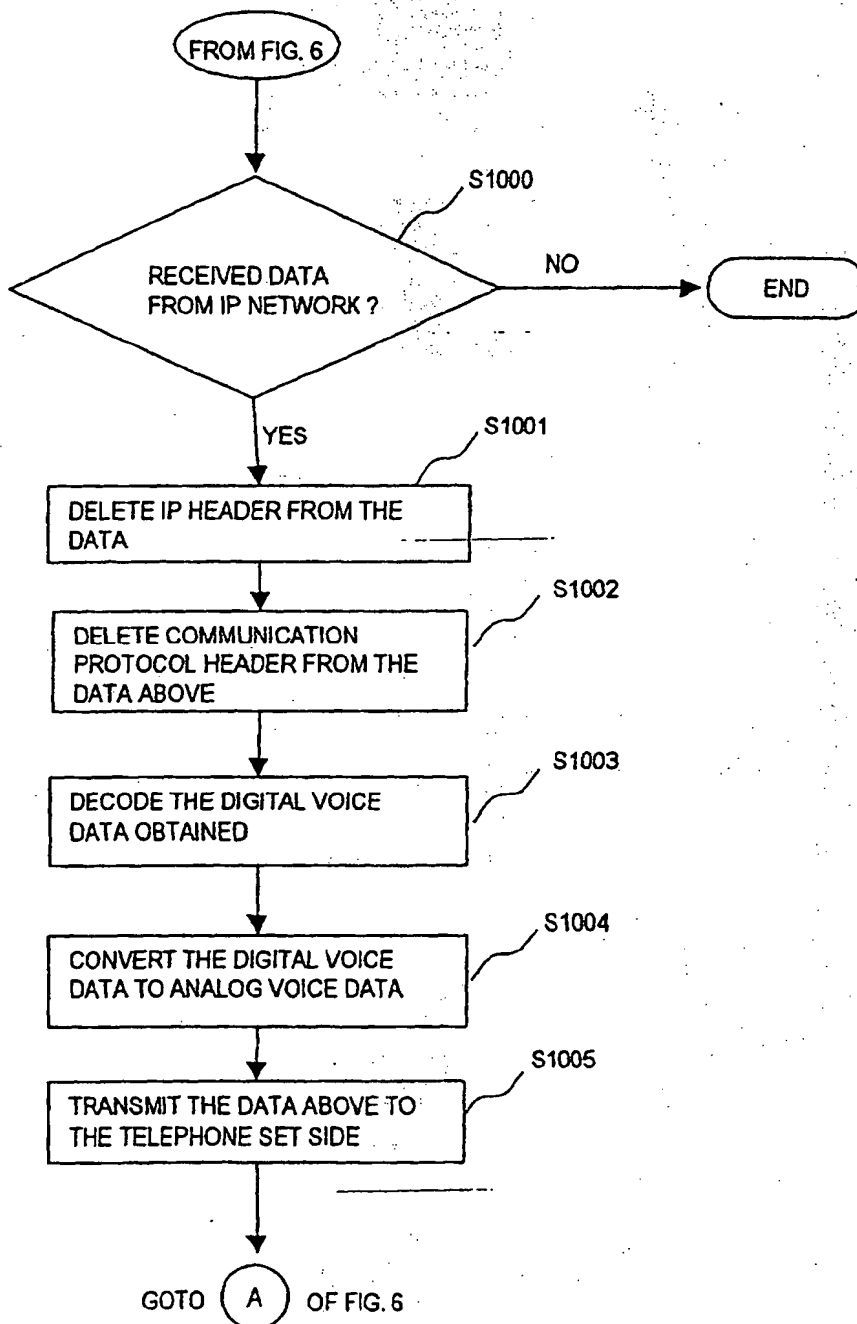 FROM FIG. 6
S1000
RECEIVED DATA
FROM IP NETWORK ?
NO
END
YES
S1001
DELETE IP HEADER FROM THE
DATA
S1002
DELETE COMMUNICATION
PROTOCOL HEADER FROM THE
DATA ABOVE
S1003
DECODE THE DIGITAL VOICE
DATA OBTAINED
S1004
CONVERT THE DIGITAL VOICE
DATA TO ANALOG VOICE DATA
S1005
TRANSMIT THE DATA ABOVE TO
THE TELEPHONE SET SIDE
GOTO A OF FIG. 6